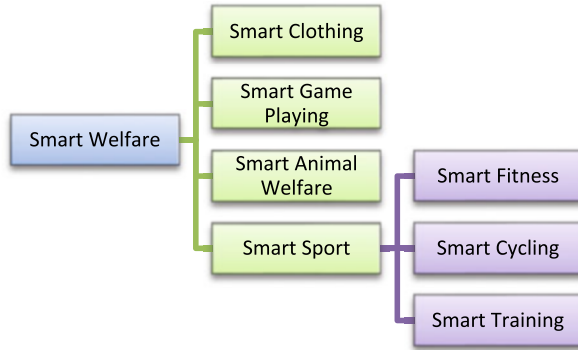 Smart Welfare
Smart Clothing
Smart Game
Playing
Smart Animal
Welfare
Smart Sport
Smart Fitness
Smart Cycling
Smart Training